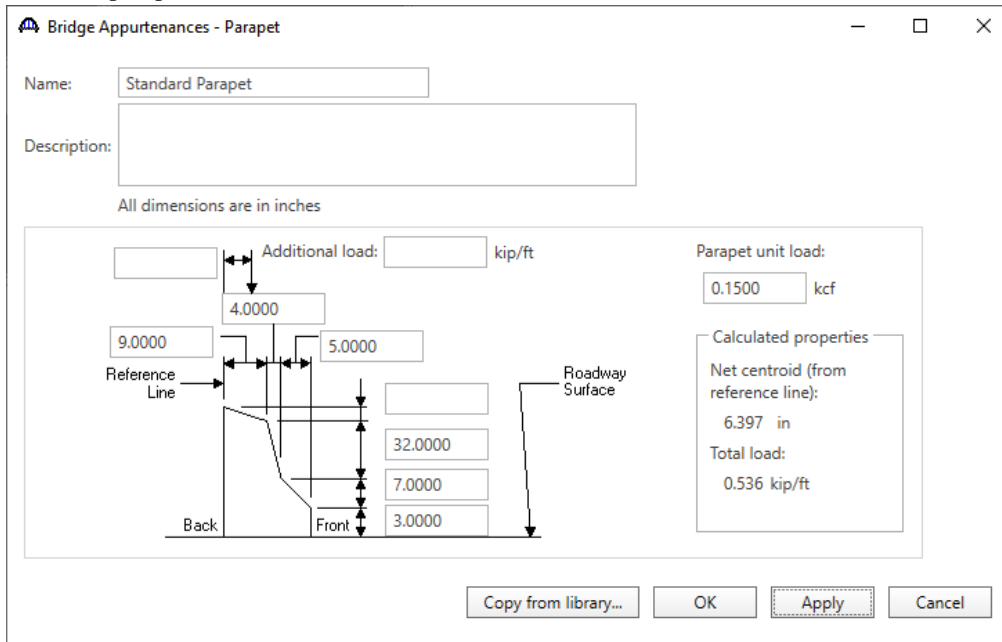 Bridge Appurtenances - Parapet
Name: Standard Parapet
Description:
All dimensions are in inches
Additional load: kip/ft
Parapet unit load:
0.1500 kcf
4.0000
9.0000
5.0000
Calculated properties
Reference
Line
Roadway
Surface
Net centroid (from
reference line):
6.397 in
32.0000
Total load:
7.0000
0.536 kip/ft
Back
Front
3.0000
Copy from library...
OK
Apply
Cancel